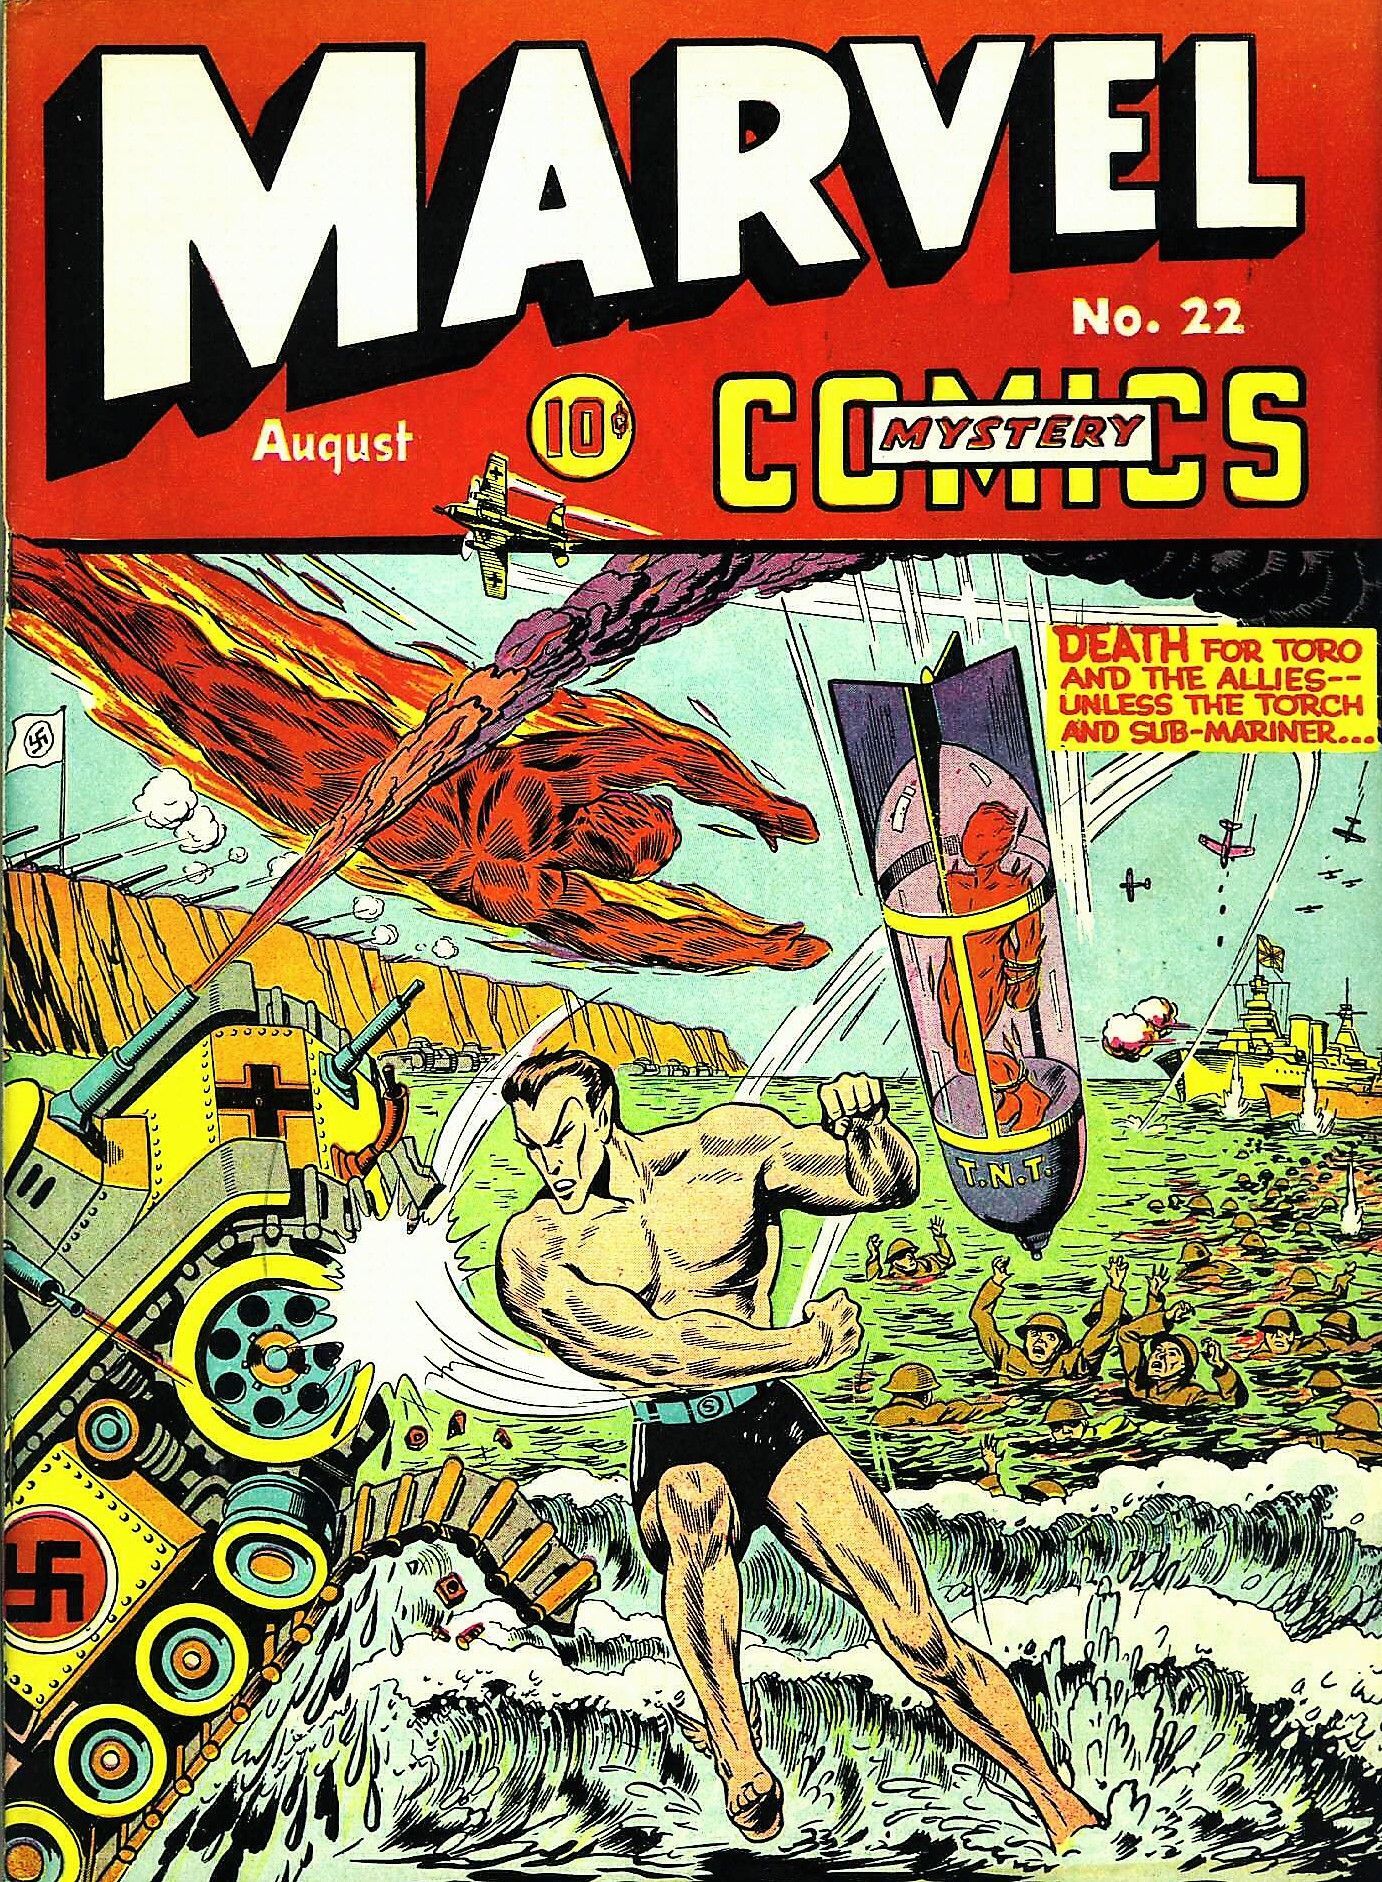 MARVEL
No. 22
August
10¢
COMICS
MYSTERY
DEATH FOR TORO
AND THE ALLIES--
UNLESS THE TORCH
AND SUB-MARINER...
T.N.T.
S